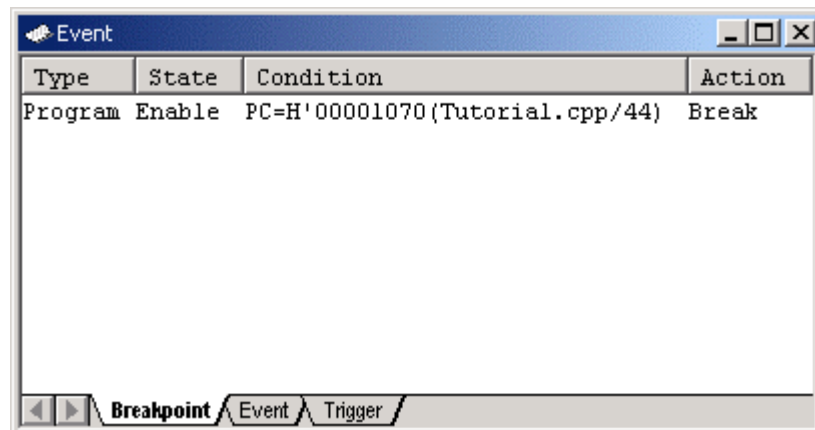 Event
Type State Condition Action
Program Enable PC=H'00001070(Tutorial.cpp/44) Break
Breakpoint Event Trigger